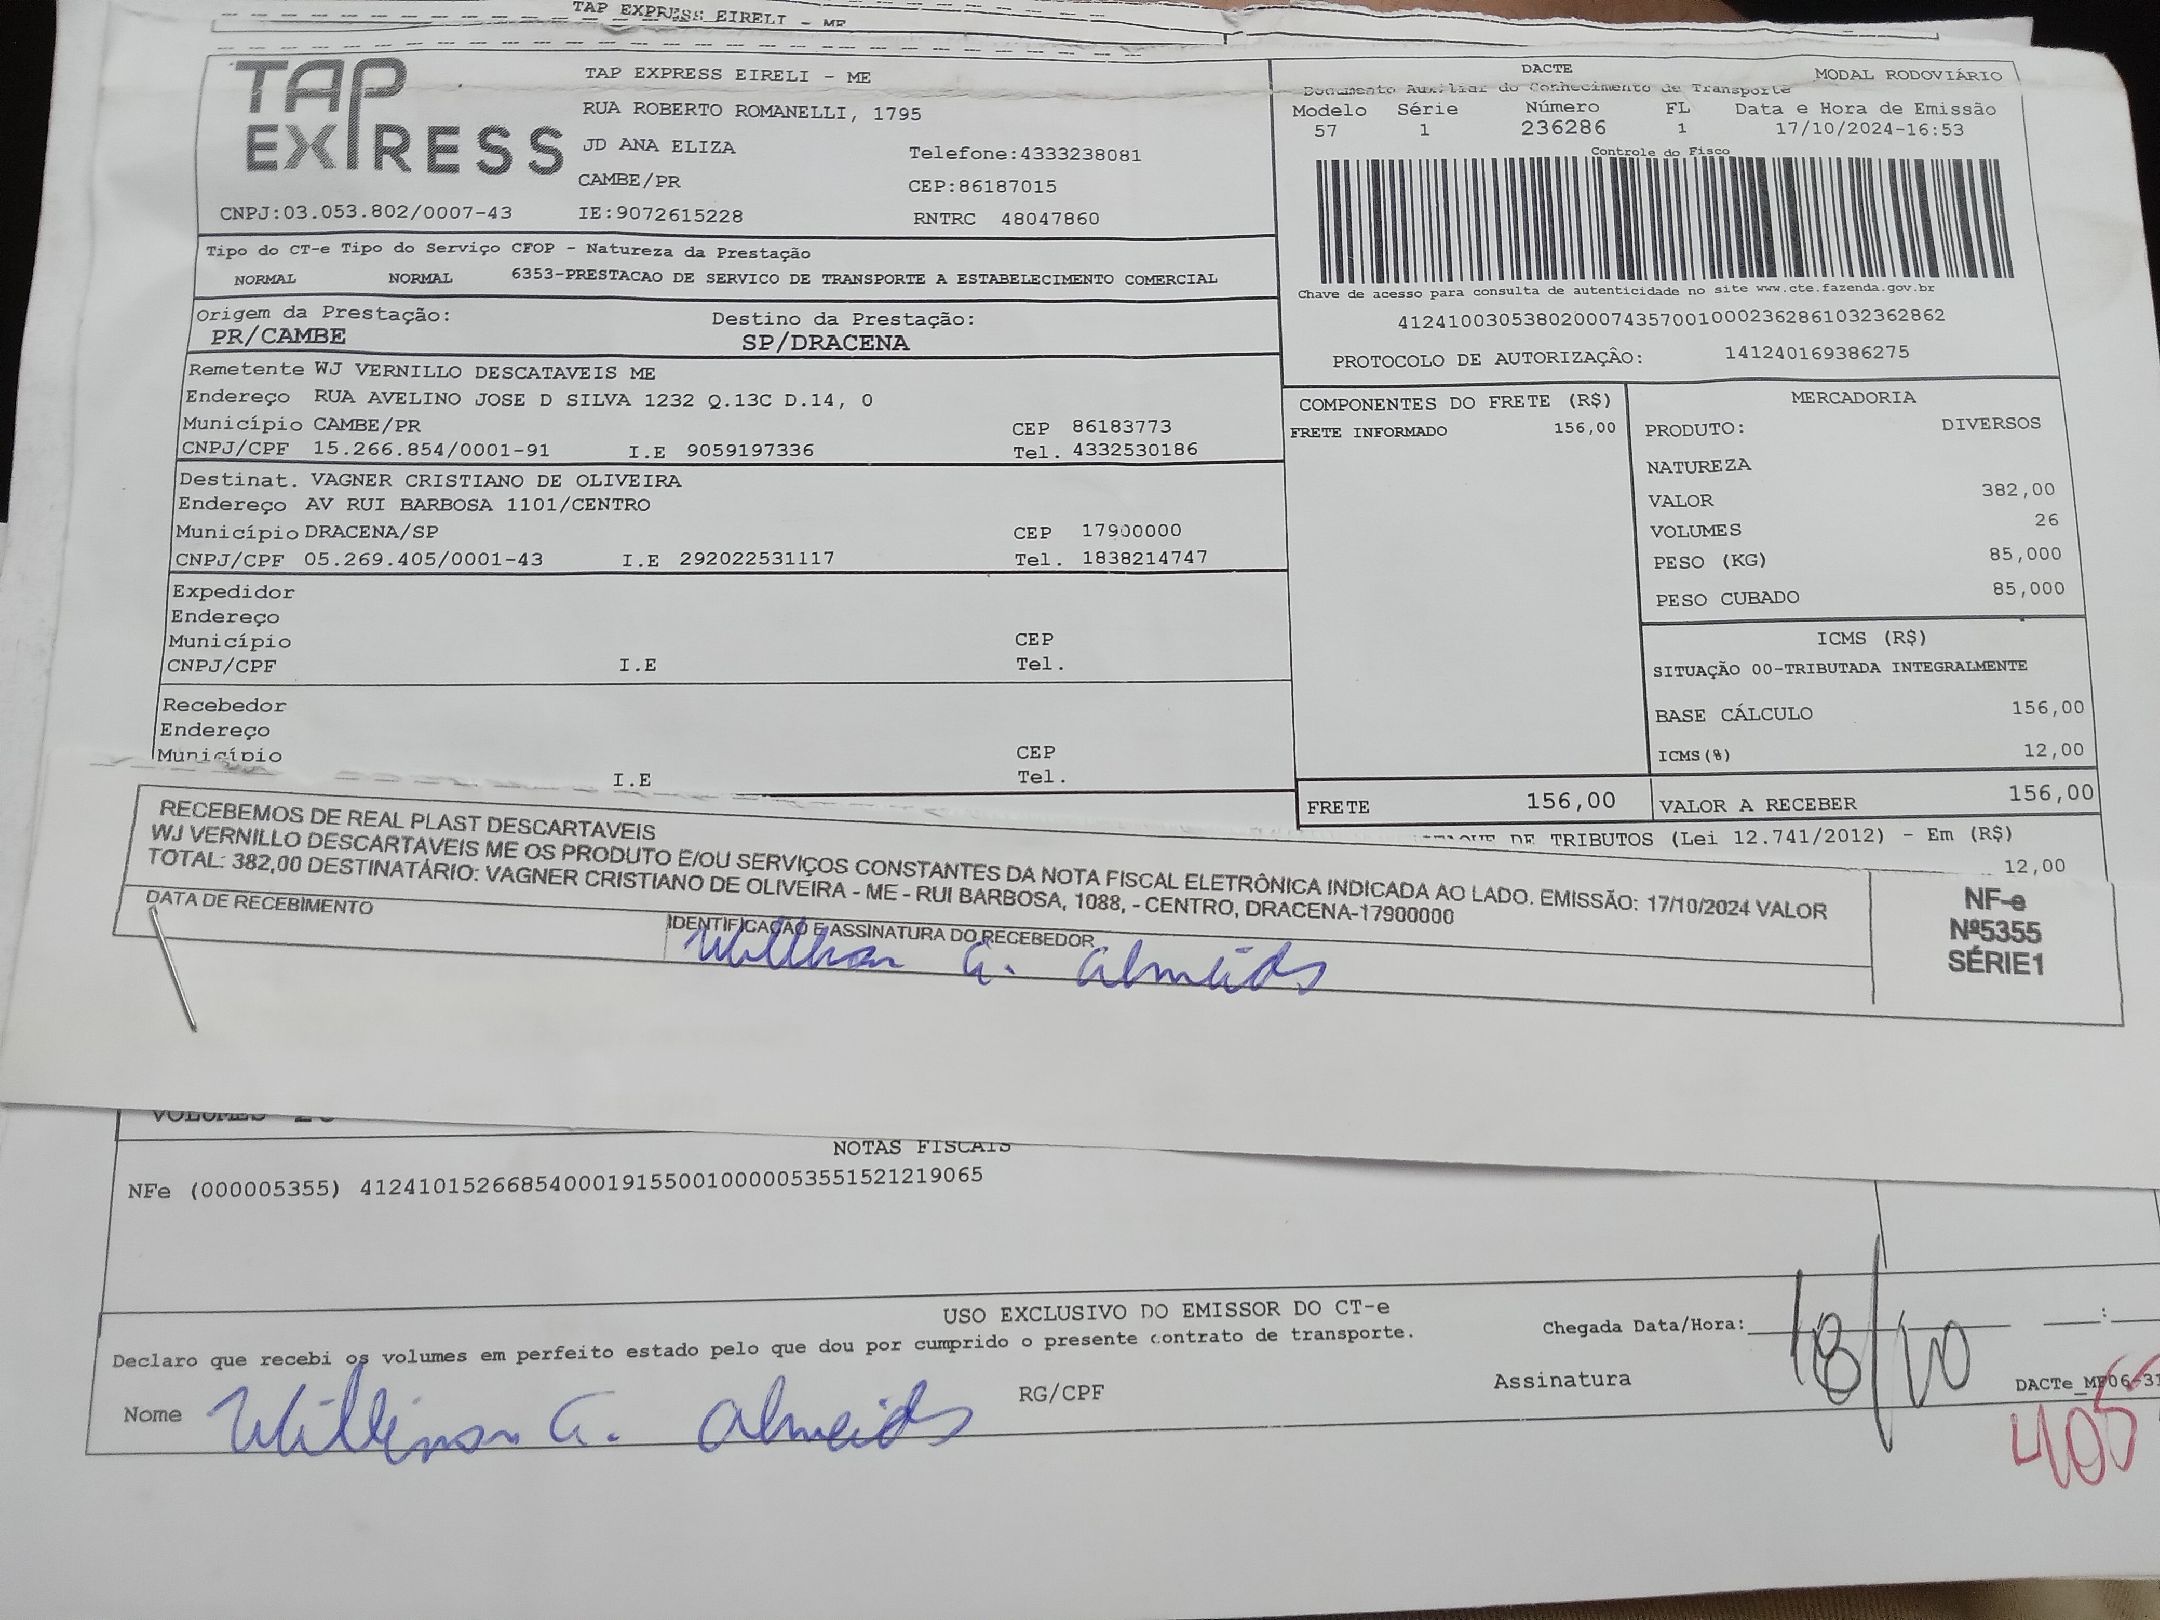 TAP EXPRESS EIRELI - ME
TAP EXPRESS
TAP EXPRESS EIRELI - ME
RUA ROBERTO ROMANELLI, 1795
JD ANA ELIZA Telefone:4333238081
CAMBE/PR CEP:86187015
CNPJ:03.053.802/0007-43 IE:9072615228 RNTRC 48047860
DACTE MODAL RODOVIÁRIO
Documento Auxiliar do Conhecimento de Transporte
Modelo Série Número FL Data e Hora de Emissão
57 1 236286 1 17/10/2024-16:53
Controle do Fisco
Chave de acesso para consulta de autenticidade no site www.cte.fazenda.gov.br
41241003053802000743570010002362861032362862
PROTOCOLO DE AUTORIZAÇÃO: 141240169386275
Tipo do CT-e Tipo do Serviço CFOP - Natureza da Prestação
NORMAL NORMAL 6353-PRESTACAO DE SERVICO DE TRANSPORTE A ESTABELECIMENTO COMERCIAL
Origem da Prestação: Destino da Prestação:
PR/CAMBE SP/DRACENA
Remetente WJ VERNILLO DESCATAVEIS ME
Endereço RUA AVELINO JOSE D SILVA 1232 Q.13C D.14, 0
Município CAMBE/PR CEP 86183773
CNPJ/CPF 15.266.854/0001-91 I.E 9059197336 Tel. 4332530186
Destinat. VAGNER CRISTIANO DE OLIVEIRA
Endereço AV RUI BARBOSA 1101/CENTRO
Município DRACENA/SP CEP 17900000
CNPJ/CPF 05.269.405/0001-43 I.E 292022531117 Tel. 1838214747
Expedidor
Endereço
Município CEP
CNPJ/CPF I.E Tel.
Recebedor
Endereço
Município CEP
I.E Tel.
COMPONENTES DO FRETE (R$)
FRETE INFORMADO 156,00
MERCADORIA
PRODUTO: DIVERSOS
NATUREZA
VALOR 382,00
VOLUMES 26
PESO (KG) 85,000
PESO CUBADO 85,000
ICMS (R$)
SITUAÇÃO 00-TRIBUTADA INTEGRALMENTE
BASE CÁLCULO 156,00
ICMS(%) 12,00
FRETE 156,00 VALOR A RECEBER 156,00
DE TRIBUTOS (Lei 12.741/2012) - Em (R$)
12,00
RECEBEMOS DE REAL PLAST DESCARTAVEIS
WJ VERNILLO DESCARTAVEIS ME OS PRODUTO E/OU SERVIÇOS CONSTANTES DA NOTA FISCAL ELETRÔNICA INDICADA AO LADO. EMISSÃO: 17/10/2024 VALOR
TOTAL: 382,00 DESTINATÁRIO: VAGNER CRISTIANO DE OLIVEIRA - ME - RUI BARBOSA, 1088, - CENTRO, DRACENA-17900000
DATA DE RECEBIMENTO IDENTIFICAÇÃO E ASSINATURA DO RECEBEDOR
NF-e
Nº5355
SÉRIE1
Willian G. Almeida
VOLUMES
NOTAS FISCAIS
NFe (000005355) 41241015266854000191550010000053551521219065
USO EXCLUSIVO DO EMISSOR DO CT-e
Declaro que recebi os volumes em perfeito estado pelo que dou por cumprido o presente contrato de transporte.
Chegada Data/Hora: 18/10
Nome Willian G. Almeida RG/CPF Assinatura